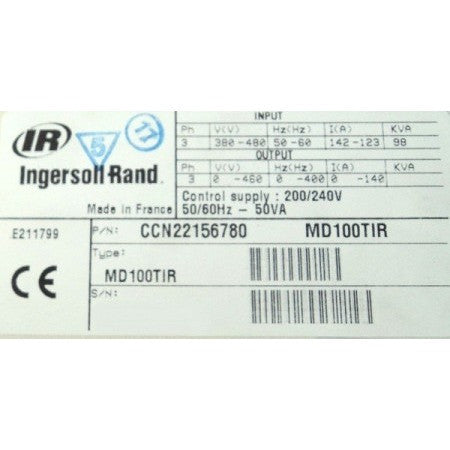 INPUT
Ph V(V) Hz(Hz) I(A) KVA
3 380-480 50-60 142-123 98
OUTPUT
Ph V(V) Hz(Hz) I(A)
3 0 -460 0 -400 0 -140
Control supply : 200/240V
50/60Hz - 50VA
IR
5
11
Ingersoll Rand
Made in France
E211799
P/N: CCN22156780 MD100TIR
Type:
MD100TIR
S/N:
CE